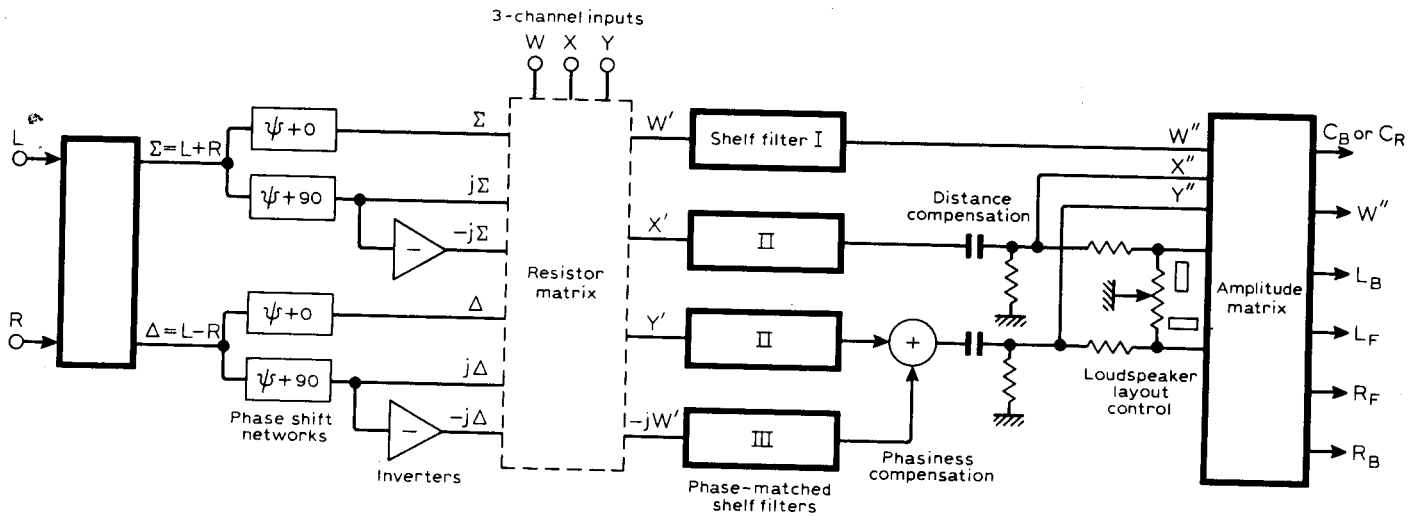 3-channel inputs
W X Y
L
R
Σ=L+R
Δ=L−R
ψ+0
ψ+90
ψ+0
ψ+90
Phase shift
networks
−
−
Inverters
Σ
jΣ
−jΣ
Δ
jΔ
−jΔ
Resistor
matrix
W'
X'
Y'
−jW'
Shelf filter I
II
II
III
Phase-matched
shelf filters
Distance
compensation
+
Phasiness
compensation
W"
X"
Y"
Loudspeaker
layout
control
Amplitude
matrix
C_B or C_R
W"
L_B
L_F
R_F
R_B